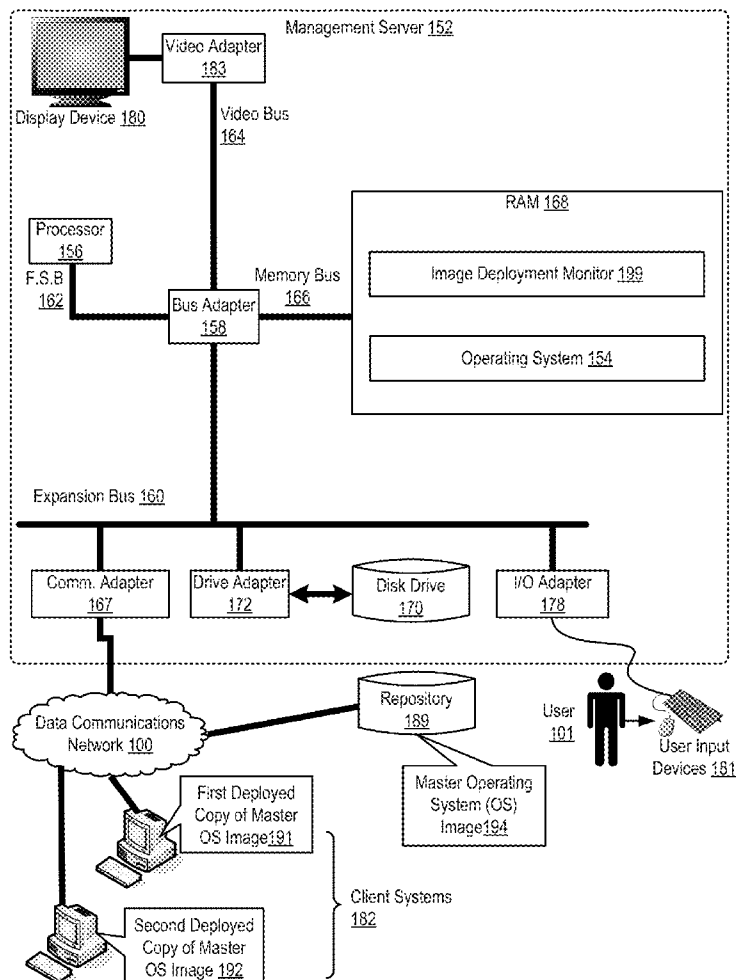 Management Server 152
Video Adapter
183
Display Device 180
Video Bus
164
RAM 168
Processor
156
F.S.B
162
Bus Adapter
158
Memory Bus
166
Image Deployment Monitor 199
Operating System 154
Expansion Bus 160
Comm. Adapter
167
Drive Adapter
172
Disk Drive
170
I/O Adapter
178
Data Communications
Network 100
Repository
189
User
101
User Input
Devices 181
Master Operating
System (OS)
Image194
First Deployed
Copy of Master
OS Image191
Client Systems
182
Second Deployed
Copy of Master
OS Image 192